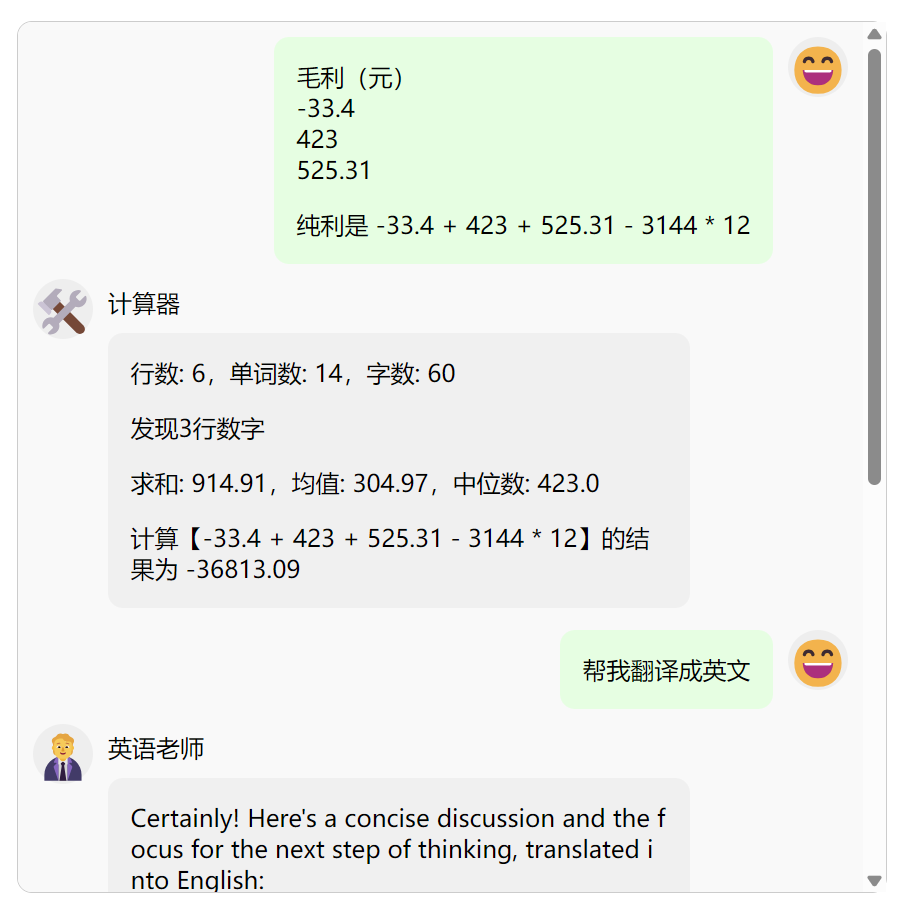 毛利（元）
-33.4
423
525.31
纯利是 -33.4 + 423 + 525.31 - 3144 * 12
计算器
行数: 6，单词数: 14，字数: 60
发现3行数字
求和: 914.91，均值: 304.97，中位数: 423.0
计算【-33.4 + 423 + 525.31 - 3144 * 12】的结
果为 -36813.09
帮我翻译成英文
英语老师
Certainly! Here's a concise discussion and the f
ocus for the next step of thinking, translated i
nto English: